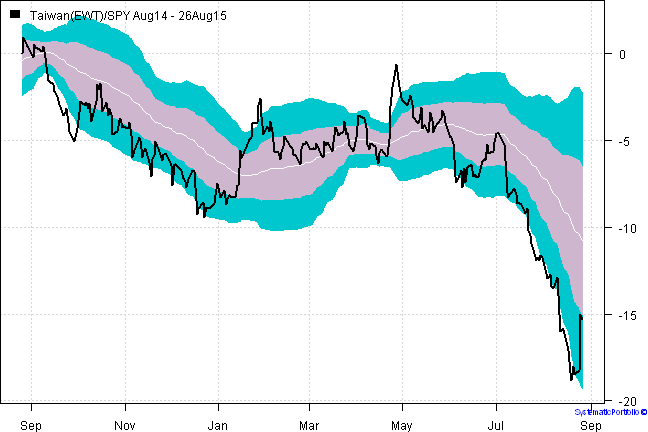 Taiwan(EWT)/SPY Aug14 - 26Aug15
0
-5
-10
-15
-20
Sep Nov Jan Mar May Jul Sep
SystematicPortfolio ©